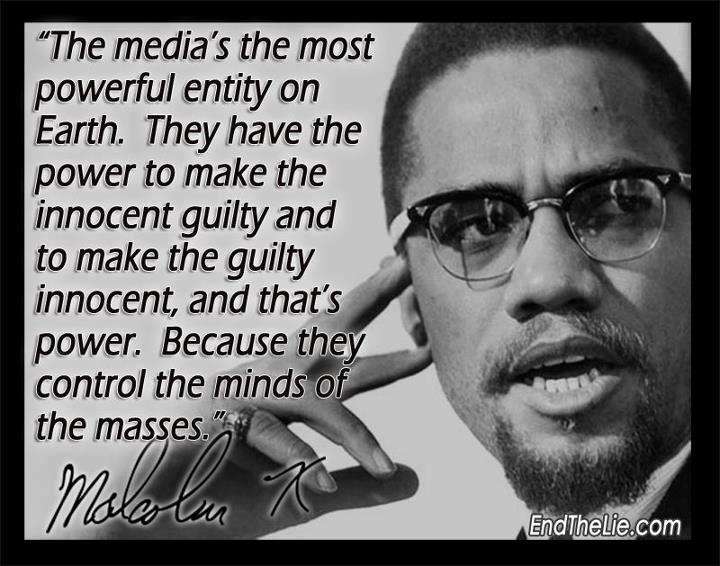 “The media’s the most
powerful entity on
Earth. They have the
power to make the
innocent guilty and
to make the guilty
innocent, and that’s
power. Because they
control the minds of
the masses.”
Malcolm X
EndTheLie.com